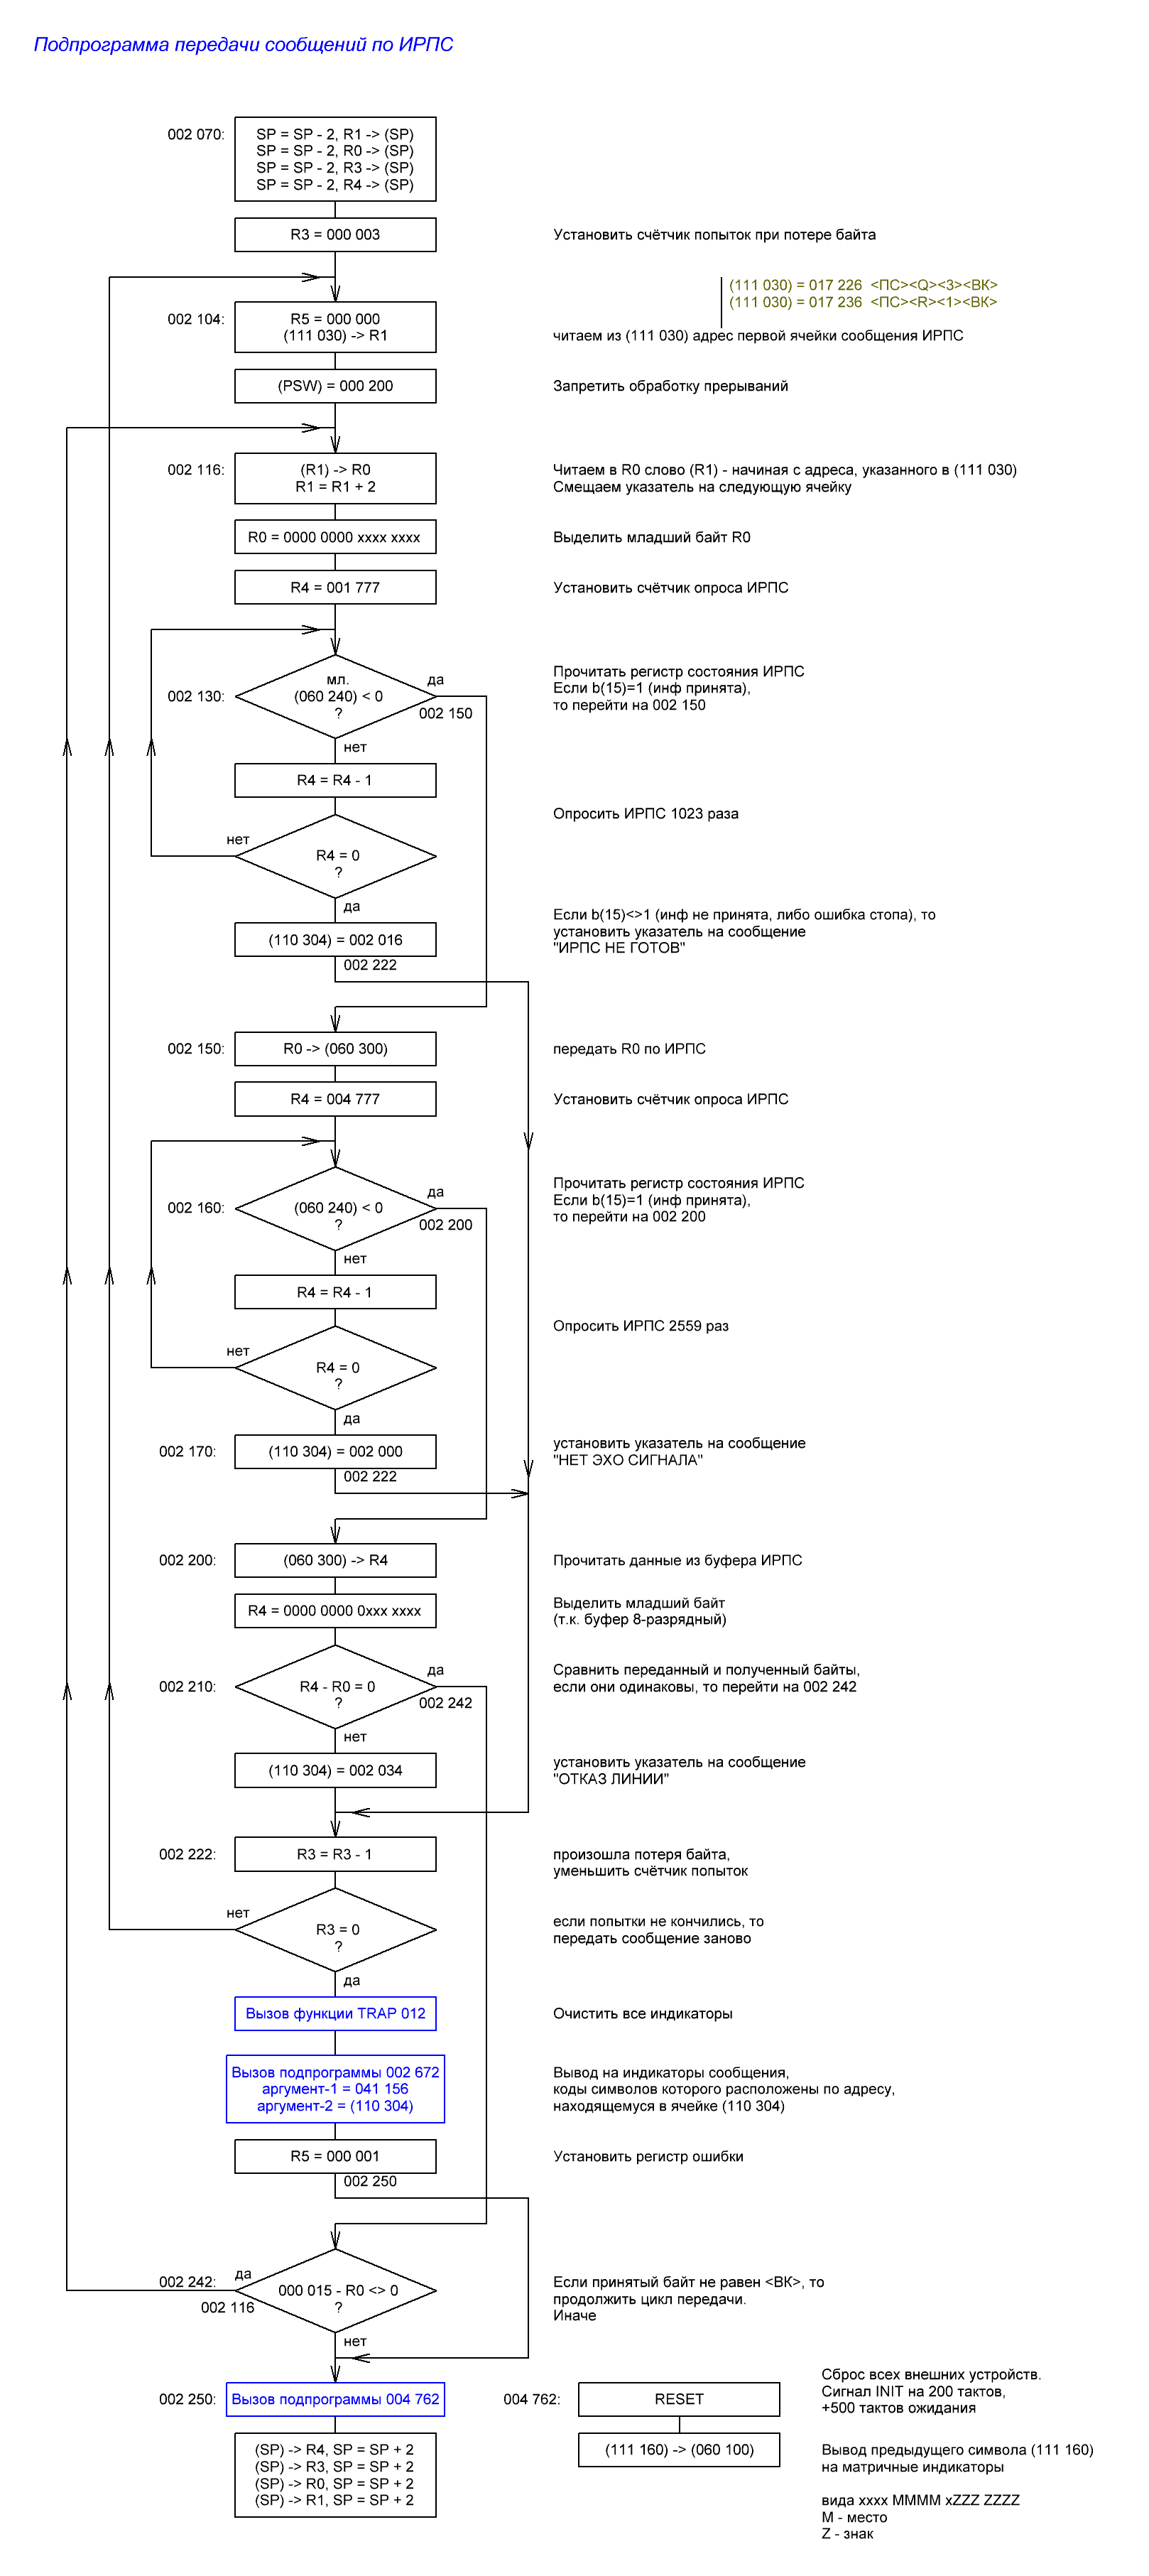 Подпрограмма передачи сообщений по ИРПС
002 070:
SP = SP - 2, R1 -> (SP)
SP = SP - 2, R0 -> (SP)
SP = SP - 2, R3 -> (SP)
SP = SP - 2, R4 -> (SP)
R3 = 000 003
Установить счётчик попыток при потере байта
(111 030) = 017 226 <ПС><Q><3><ВК>
(111 030) = 017 236 <ПС><R><1><ВК>
002 104:
R5 = 000 000
(111 030) -> R1
читаем из (111 030) адрес первой ячейки сообщения ИРПС
(PSW) = 000 200
Запретить обработку прерываний
002 116:
(R1) -> R0
R1 = R1 + 2
Читаем в R0 слово (R1) - начиная с адреса, указанного в (111 030)
Смещаем указатель на следующую ячейку
R0 = 0000 0000 xxxx xxxx
Выделить младший байт R0
R4 = 001 777
Установить счётчик опроса ИРПС
002 130:
мл.
(060 240) < 0
?
да
002 150
нет
Прочитать регистр состояния ИРПС
Если b(15)=1 (инф принята),
то перейти на 002 150
R4 = R4 - 1
Опросить ИРПС 1023 раза
нет
R4 = 0
?
да
(110 304) = 002 016
002 222
Если b(15)<>1 (инф не принята, либо ошибка стопа), то
установить указатель на сообщение
"ИРПС НЕ ГОТОВ"
002 150:
R0 -> (060 300)
передать R0 по ИРПС
R4 = 004 777
Установить счётчик опроса ИРПС
002 160:
(060 240) < 0
?
да
002 200
нет
Прочитать регистр состояния ИРПС
Если b(15)=1 (инф принята),
то перейти на 002 200
R4 = R4 - 1
Опросить ИРПС 2559 раз
нет
R4 = 0
?
да
002 170:
(110 304) = 002 000
002 222
установить указатель на сообщение
"НЕТ ЭХО СИГНАЛА"
002 200:
(060 300) -> R4
Прочитать данные из буфера ИРПС
R4 = 0000 0000 0xxx xxxx
Выделить младший байт
(т.к. буфер 8-разрядный)
002 210:
R4 - R0 = 0
?
да
002 242
нет
Сравнить переданный и полученный байты,
если они одинаковы, то перейти на 002 242
(110 304) = 002 034
установить указатель на сообщение
"ОТКАЗ ЛИНИИ"
002 222:
R3 = R3 - 1
произошла потеря байта,
уменьшить счётчик попыток
нет
R3 = 0
?
да
если попытки не кончились, то
передать сообщение заново
Вызов функции TRAP 012
Очистить все индикаторы
Вызов подпрограммы 002 672
аргумент-1 = 041 156
аргумент-2 = (110 304)
Вывод на индикаторы сообщения,
коды символов которого расположены по адресу,
находящемуся в ячейке (110 304)
R5 = 000 001
002 250
Установить регистр ошибки
002 242:
да
002 116
000 015 - R0 <> 0
?
нет
Если принятый байт не равен <ВК>, то
продолжить цикл передачи.
Иначе
002 250:
Вызов подпрограммы 004 762
(SP) -> R4, SP = SP + 2
(SP) -> R3, SP = SP + 2
(SP) -> R0, SP = SP + 2
(SP) -> R1, SP = SP + 2
004 762:
RESET
(111 160) -> (060 100)
Сброс всех внешних устройств.
Сигнал INIT на 200 тактов,
+500 тактов ожидания
Вывод предыдущего символа (111 160)
на матричные индикаторы
вида xxxx MMMM xZZZ ZZZZ
M - место
Z - знак